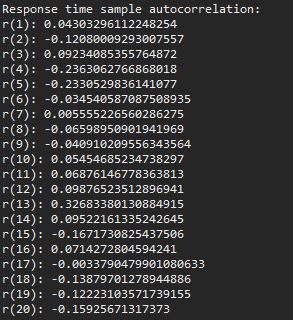 Response time sample autocorrelation:
r(1): 0.04303296112248254
r(2): -0.12080009293007557
r(3): 0.09234085355764872
r(4): -0.2363062766868018
r(5): -0.2330529836141077
r(6): -0.034540587087508935
r(7): 0.005555226560286275
r(8): -0.06598950901941969
r(9): -0.040910209556343564
r(10): 0.05454685234738297
r(11): 0.06876146778363813
r(12): 0.09876523512896941
r(13): 0.32683380130884915
r(14): 0.09522161335242645
r(15): -0.1671730825437506
r(16): 0.0714272804594241
r(17): -0.0033790479901080633
r(18): -0.13879701278944886
r(19): -0.12223103571739155
r(20): -0.15925671317373